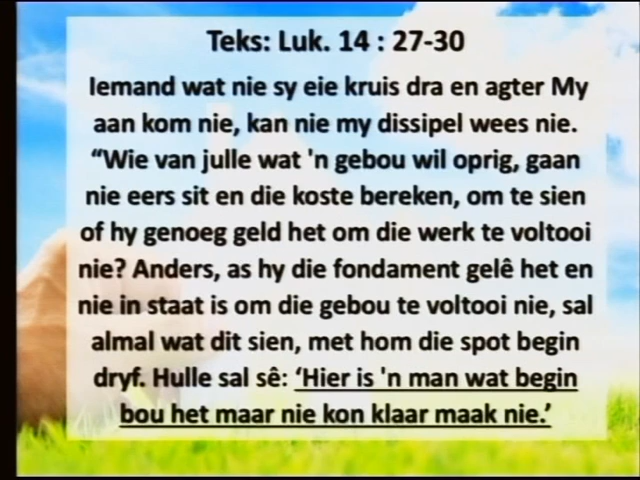 Teks: Luk. 14 : 27-30
Iemand wat nie sy eie kruis dra en agter My
aan kom nie, kan nie my dissipel wees nie.
“Wie van julle wat 'n gebou wil oprig, gaan
nie eers sit en die koste bereken, om te sien
of hy genoeg geld het om die werk te voltooi
nie? Anders, as hy die fondament gelê het en
nie in staat is om die gebou te voltooi nie, sal
almal wat dit sien, met hom die spot begin
dryf. Hulle sal sê: ‘Hier is 'n man wat begin
bou het maar nie kon klaar maak nie.’